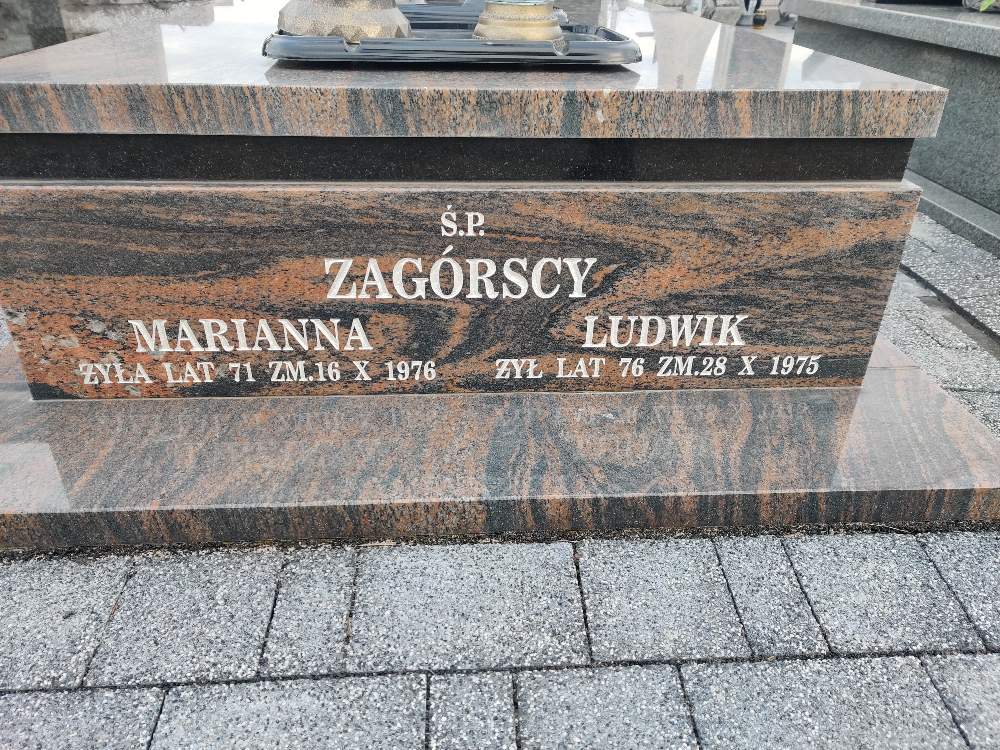 Ś.P.
ZAGÓRSCY
MARIANNA
ŻYŁA LAT 71 ZM.16 X 1976
LUDWIK
ŻYŁ LAT 76 ZM.28 X 1975